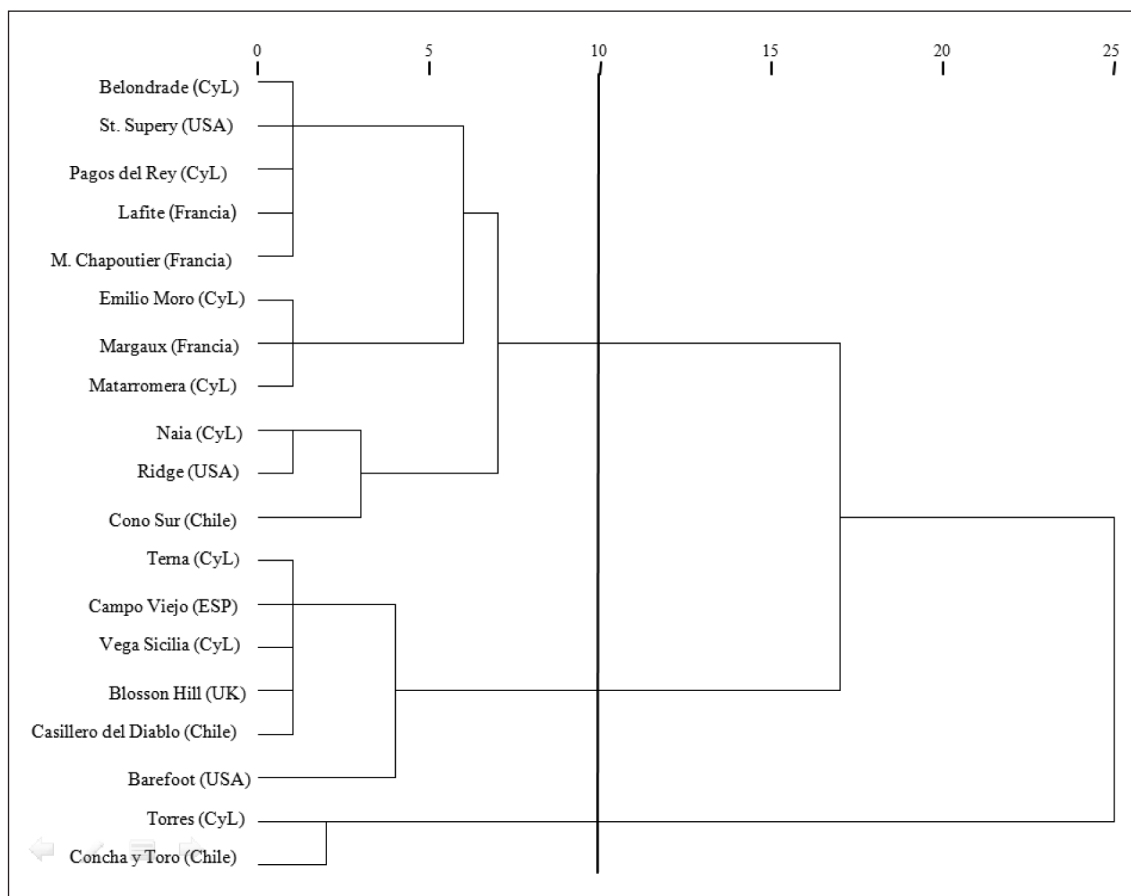 0 5 10 15 20 25
Belondrade (CyL)
St. Supery (USA)
Pagos del Rey (CyL)
Lafite (Francia)
M. Chapoutier (Francia)
Emilio Moro (CyL)
Margaux (Francia)
Matarromera (CyL)
Naia (CyL)
Ridge (USA)
Cono Sur (Chile)
Terna (CyL)
Campo Viejo (ESP)
Vega Sicilia (CyL)
Blosson Hill (UK)
Casillero del Diablo (Chile)
Barefoot (USA)
Torres (CyL)
Concha y Toro (Chile)